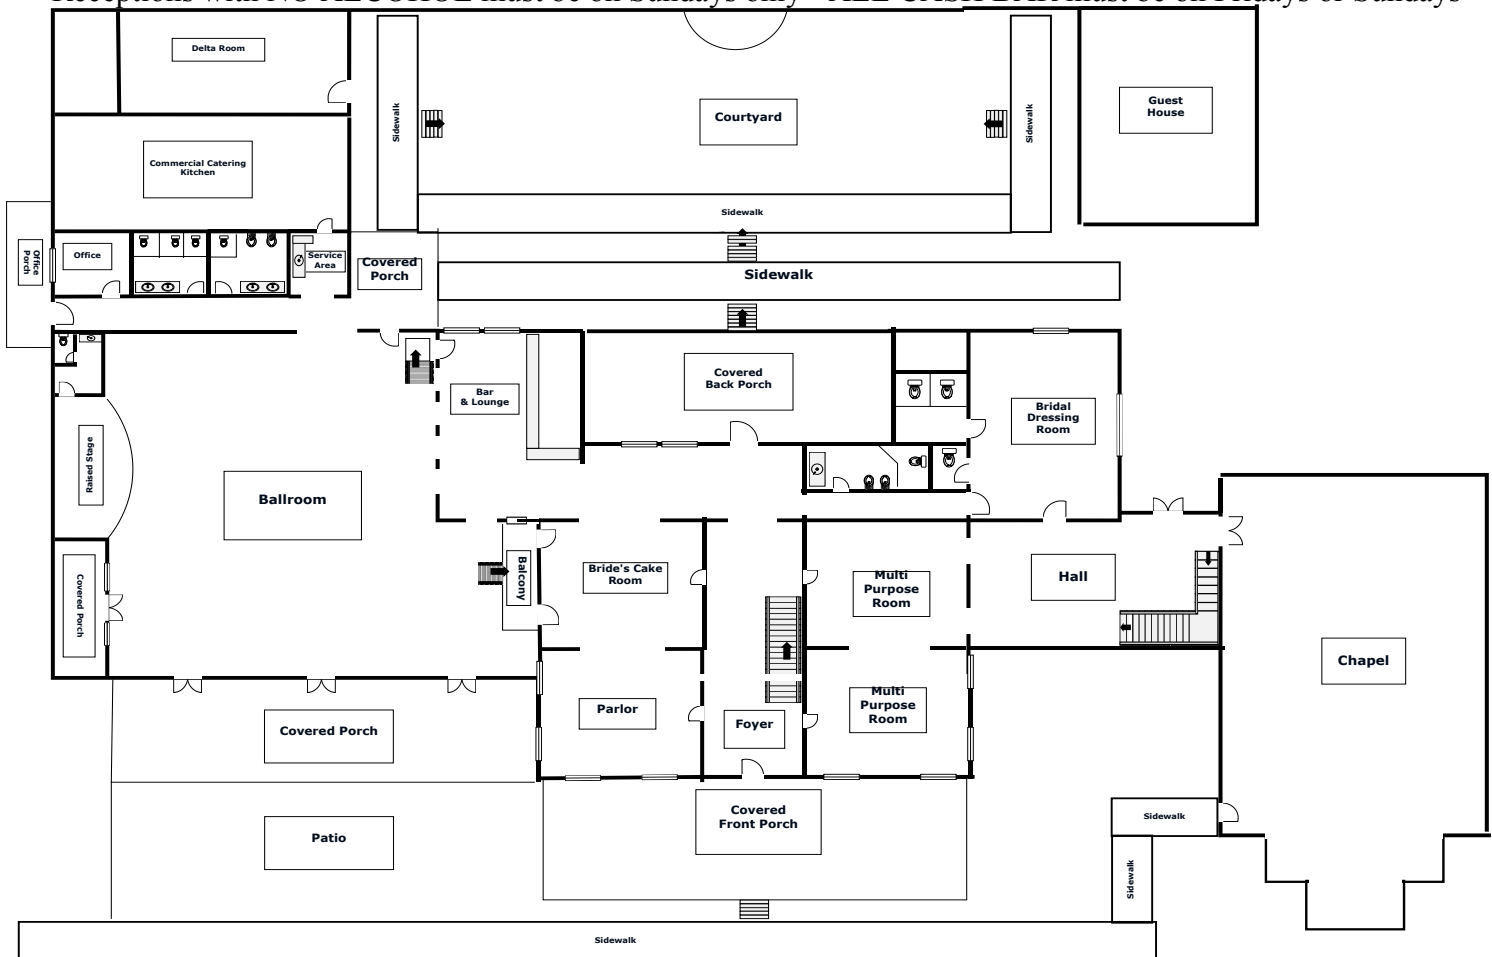 Receptions with NO ALCOHOL must be on Sundays only ALL CASH BAR must be on Fridays or Sundays
Delta Room
Sidewalk
Courtyard
Sidewalk
Guest
House
Commercial Catering
Kitchen
Sidewalk
Office
Porch
Office
Service
Area
Covered
Porch
Sidewalk
Bar
& Lounge
Covered
Back Porch
Bridal
Dressing
Room
Raised Stage
Ballroom
Balcony
Bride's Cake
Room
Multi
Purpose
Room
Hall
Covered Porch
Chapel
Parlor
Foyer
Multi
Purpose
Room
Covered Porch
Covered
Front Porch
Patio
Sidewalk
Sidewalk
Sidewalk